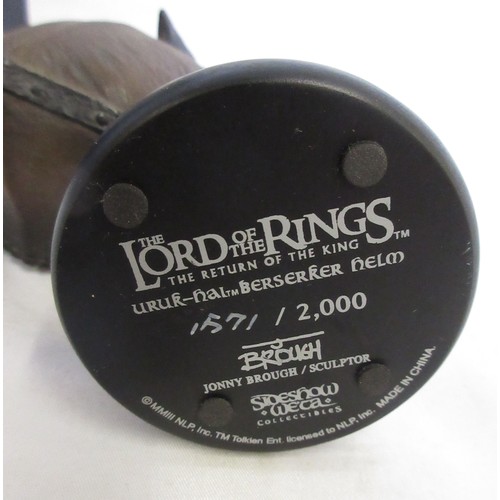 THE
LORD OF THE RINGS™
THE RETURN OF THE KING
URUK-HAI™ BERSERKER HELM
1571 / 2,000
BROUGH
JONNY BROUGH / SCULPTOR
SIDESHOW
WETA
COLLECTIBLES
©MMIII NLP, Inc. TM Tolkien Ent. licensed to NLP, Inc. MADE IN CHINA.